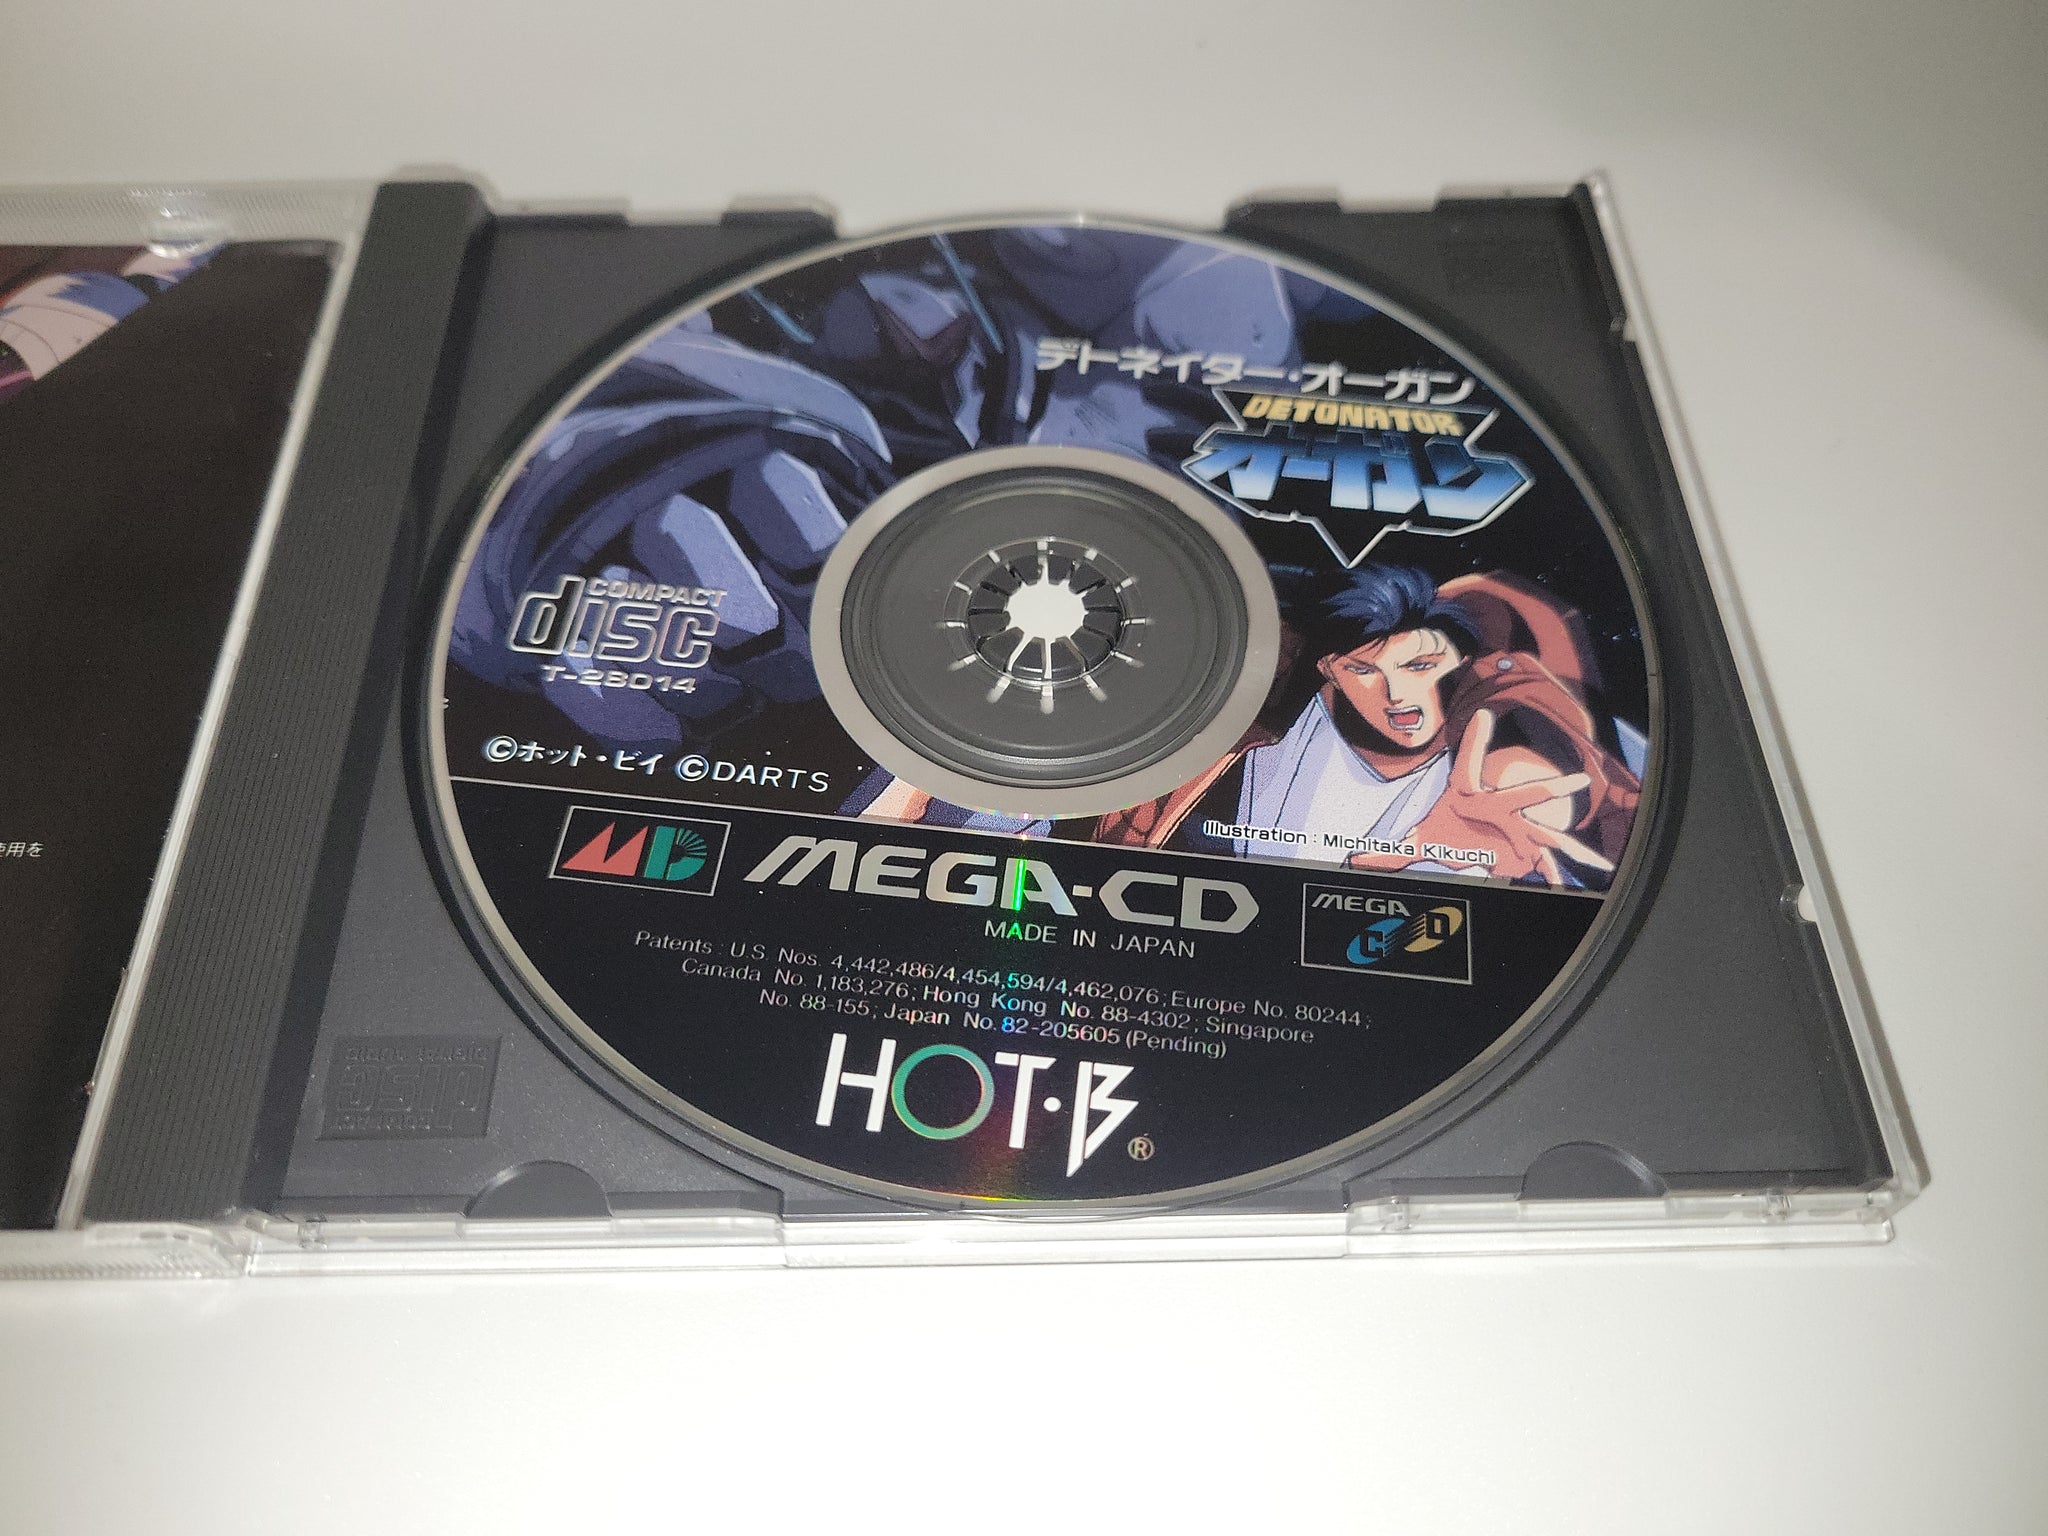 デトネイター・オーガン
DETONATOR
オーガン
COMPACT
disc
T-28014
©ホット・ビイ ©DARTS
Illustration : Michitaka Kikuchi
MEGA-CD
MEGA
CD
MADE IN JAPAN
Patents : U.S. Nos. 4,442,486/4,454,594/4,462,076 ; Europe No. 80244 ;
Canada No. 1,183,276 ; Hong Kong No. 88-4302 ; Singapore
No. 88-155 ; Japan No. 82-205605 (Pending)
HOT・B®
使用を